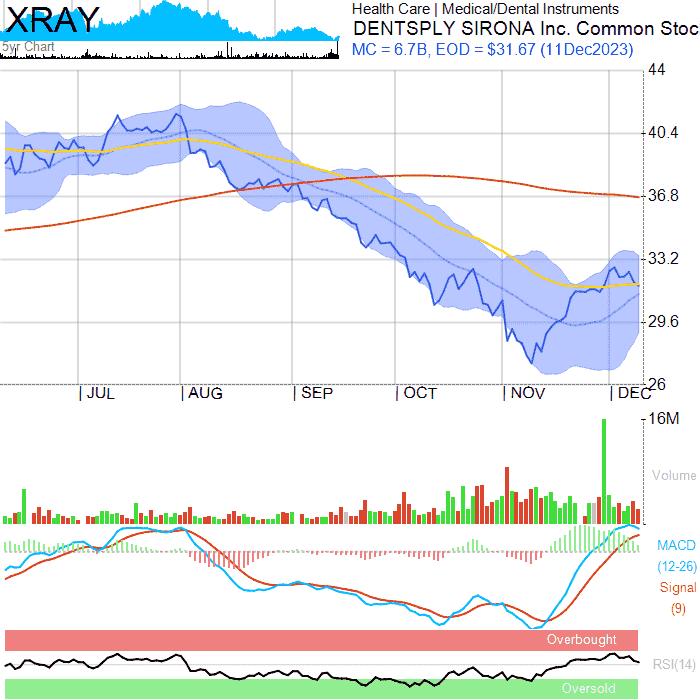 XRAY
5yr Chart
Health Care | Medical/Dental Instruments
DENTSPLY SIRONA Inc. Common Stoc
MC = 6.7B, EOD = $31.67 (11Dec2023)
44
40.4
36.8
33.2
29.6
26
JUL AUG SEP OCT NOV DEC
16M
Volume
MACD
(12-26)
Signal
(9)
Overbought
RSI(14)
Oversold